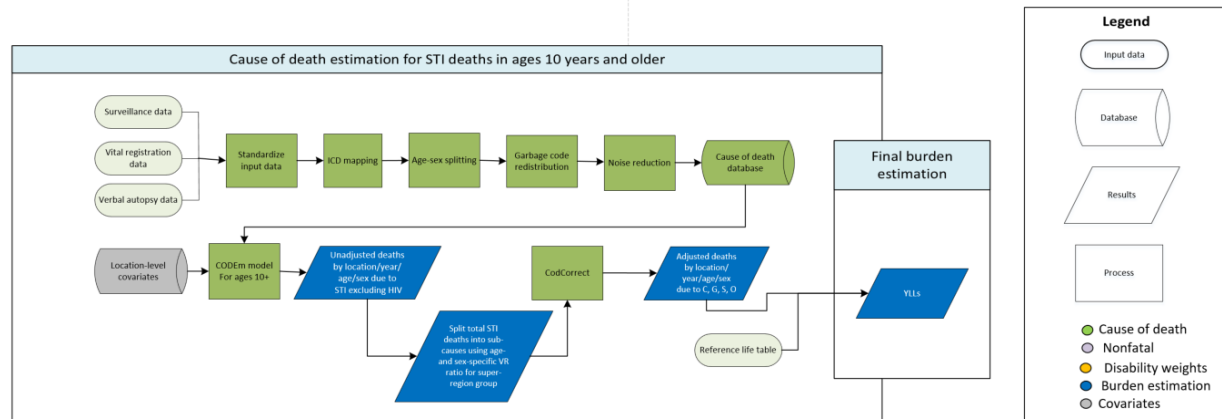 Cause of death estimation for STI deaths in ages 10 years and older
Surveillance data
Vital registration
data
Verbal autopsy data
Standardize
input data
ICD mapping
Age-sex splitting
Garbage code
redistribution
Noise reduction
Cause of death
database
Location-level
covariates
CODEm model
For ages 10+
Unadjusted deaths
by location/year/
age/sex due to
STI excluding HIV
Split total STI
deaths into sub-
causes using age-
and sex-specific VR
ratio for super-
region group
CodCorrect
Adjusted deaths
by location/
year/age/sex
due to C, G, S, O
Reference life table
Final burden
estimation
YLLs
Legend
Input data
Database
Results
Process
Cause of death
Nonfatal
Disability weights
Burden estimation
Covariates